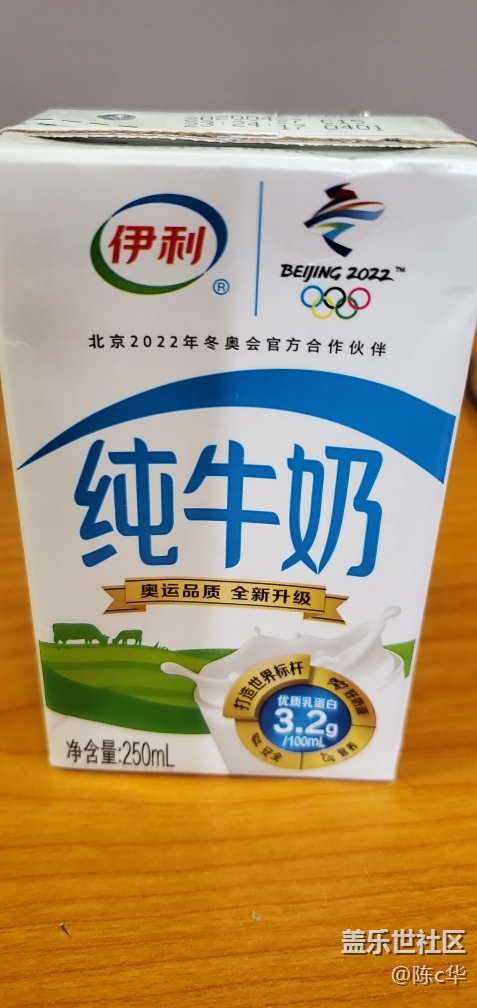 伊利
®
BEIJING 2022™
北京2022年冬奥会官方合作伙伴
纯牛奶
奥运品质 全新升级
打造世界标杆
优质乳蛋白
3.2g
/100mL
净含量:250mL
盖乐世社区
@陈c华